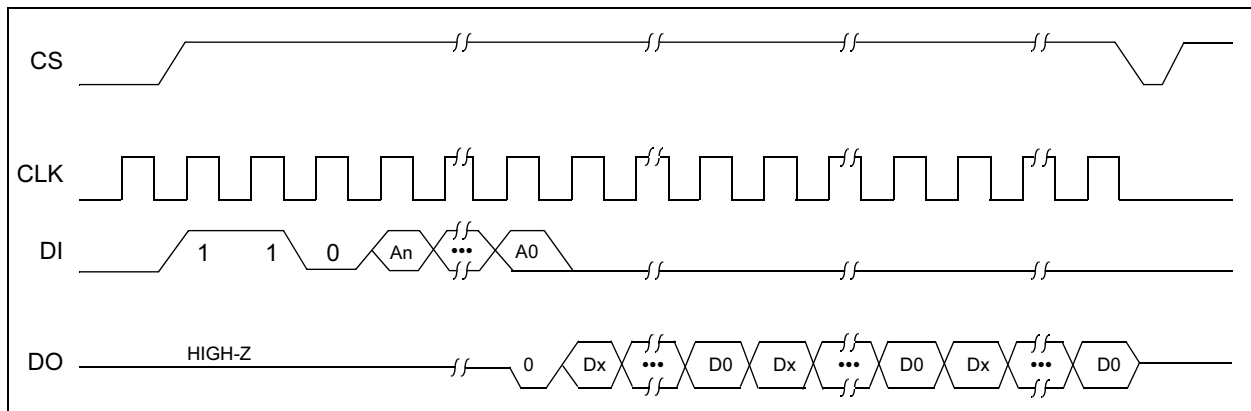 CS
CLK
DI 1 1 0 An ••• A0
HIGH-Z
DO 0 Dx ••• D0 Dx ••• D0 Dx ••• D0